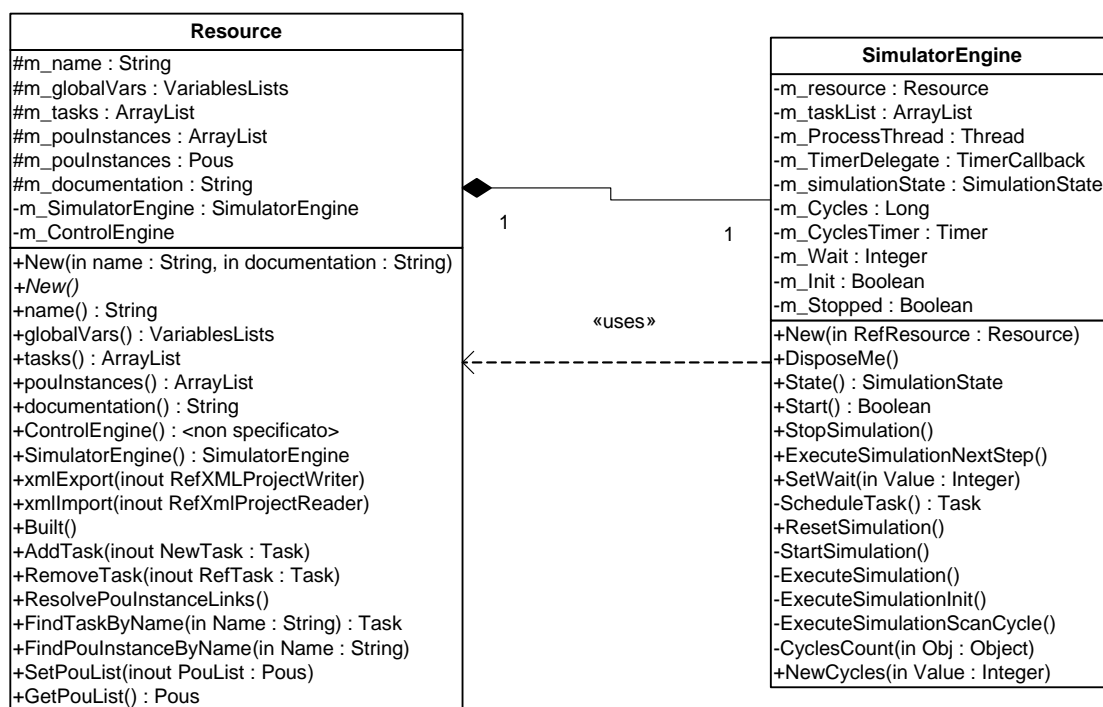 Resource
#m_name : String
#m_globalVars : VariablesLists
#m_tasks : ArrayList
#m_pouInstances : ArrayList
#m_pouInstances : Pous
#m_documentation : String
-m_SimulatorEngine : SimulatorEngine
-m_ControlEngine
+New(in name : String, in documentation : String)
+New()
+name() : String
+globalVars() : VariablesLists
+tasks() : ArrayList
+pouInstances() : ArrayList
+documentation() : String
+ControlEngine() : <non specificato>
+SimulatorEngine() : SimulatorEngine
+xmlExport(inout RefXMLProjectWriter)
+xmlImport(inout RefXmlProjectReader)
+Built()
+AddTask(inout NewTask : Task)
+RemoveTask(inout RefTask : Task)
+ResolvePouInstanceLinks()
+FindTaskByName(in Name : String) : Task
+FindPouInstanceByName(in Name : String)
+SetPouList(inout PouList : Pous)
+GetPouList() : Pous
1
1
«uses»
SimulatorEngine
-m_resource : Resource
-m_taskList : ArrayList
-m_ProcessThread : Thread
-m_TimerDelegate : TimerCallback
-m_simulationState : SimulationState
-m_Cycles : Long
-m_CyclesTimer : Timer
-m_Wait : Integer
-m_Init : Boolean
-m_Stopped : Boolean
+New(in RefResource : Resource)
+DisposeMe()
+State() : SimulationState
+Start() : Boolean
+StopSimulation()
+ExecuteSimulationNextStep()
+SetWait(in Value : Integer)
-ScheduleTask() : Task
+ResetSimulation()
-StartSimulation()
-ExecuteSimulation()
-ExecuteSimulationInit()
-ExecuteSimulationScanCycle()
-CyclesCount(in Obj : Object)
+NewCycles(in Value : Integer)